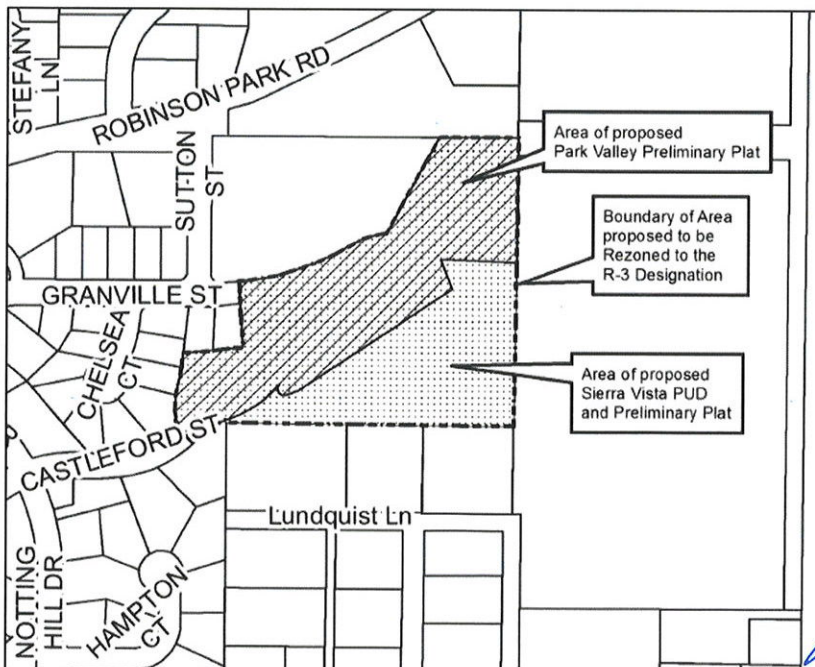 STEFANY
LN
ROBINSON PARK RD
SUTTON
ST
Area of proposed
Park Valley Preliminary Plat
Boundary of Area
proposed to be
Rezoned to the
R-3 Designation
GRANVILLE ST
CHELSEA
CT
Area of proposed
Sierra Vista PUD
and Preliminary Plat
CASTLEFORD ST
Lundquist Ln
NOTTING
HILL DR
HAMPTON
CT